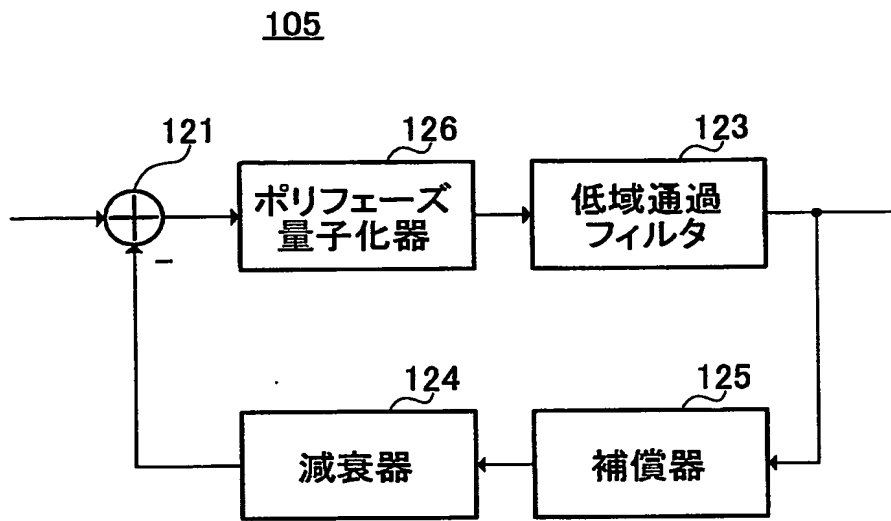 105
121
126
123
ポリフェーズ
量子化器
低域通過
フィルタ
−
124
125
減衰器
補償器